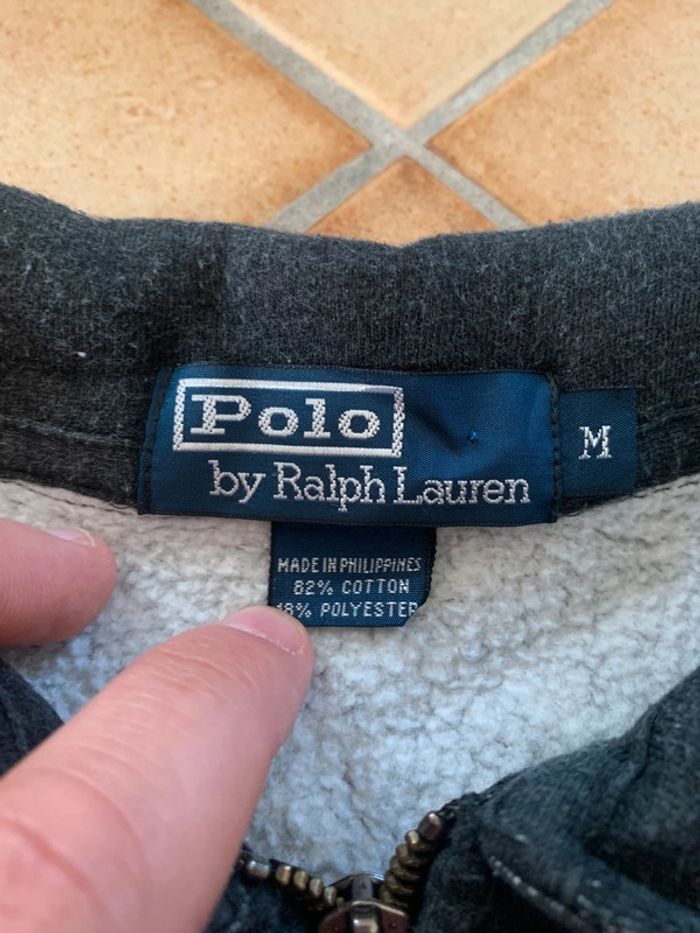 Polo
by Ralph Lauren
M
MADE IN PHILIPPINES
82% COTTON
18% POLYESTER